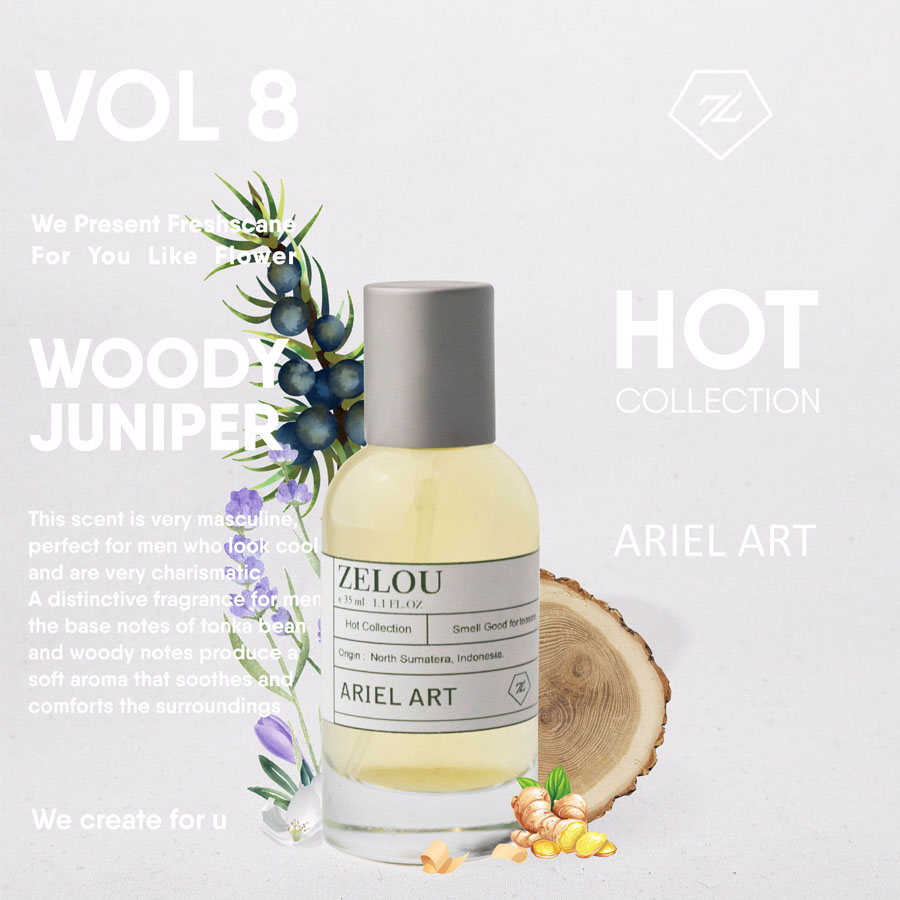 VOL 8
We Present Freshscane
For You Like Flower
WOODY
JUNIPER
This scent is very masculine,
perfect for men who look cool
and are very charismatic
A distinctive fragrance for men
the base notes of tonka bean
and woody notes produce a
soft aroma that soothes and
comforts the surroundings
We create for u
HOT
COLLECTION
ARIEL ART
ZELOU
e 35 ml 1.1 FL.OZ
Hot Collection
Smell Good for
Origin : North Sumatera, Indonesia.
ARIEL ART